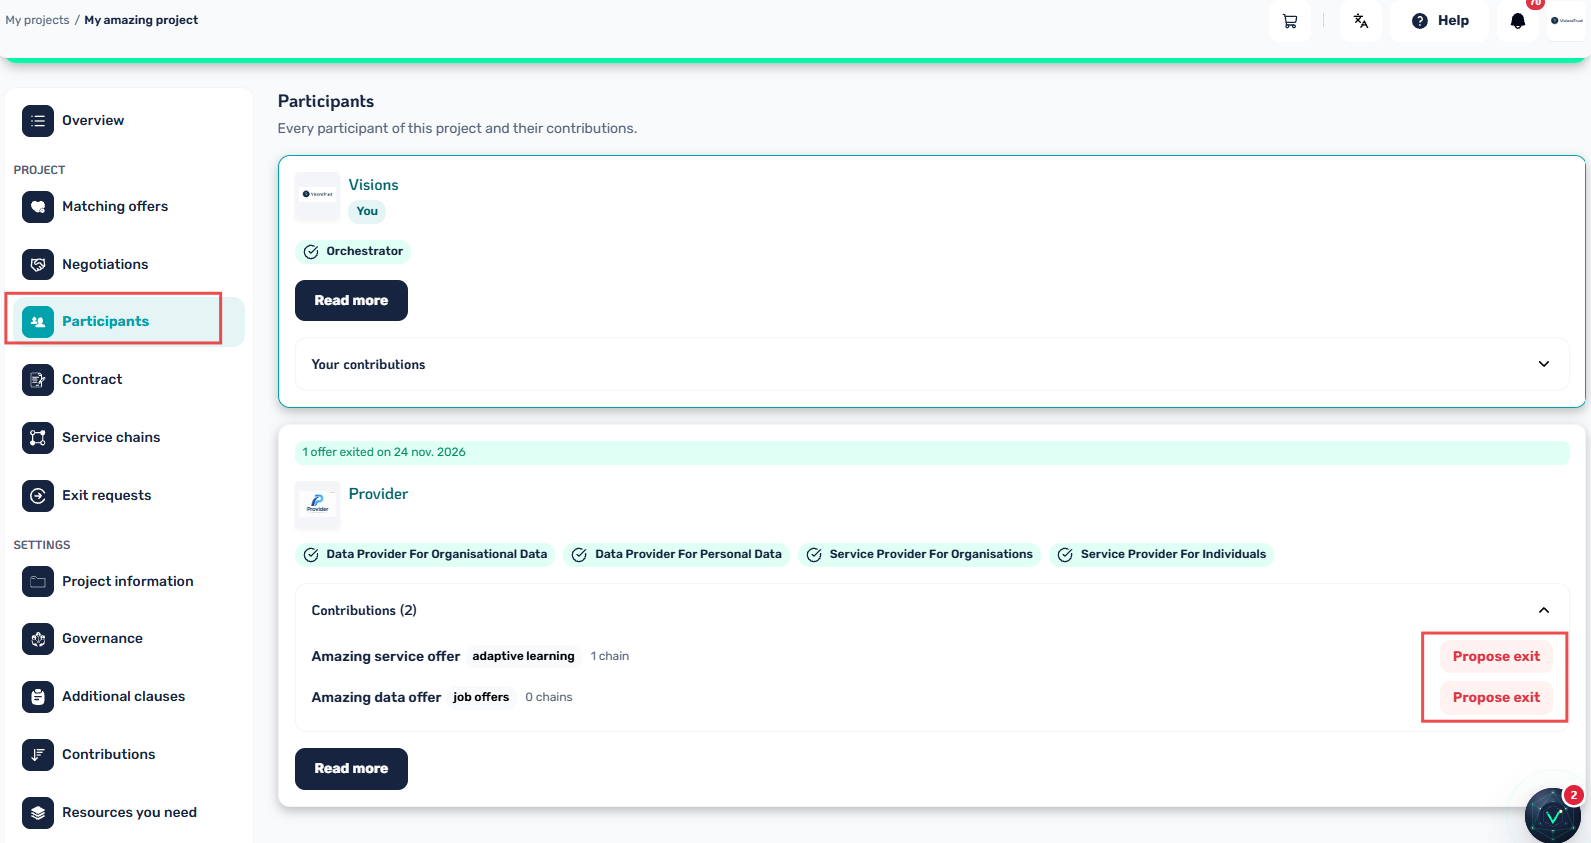 My projects / My amazing project
Help
70
VisionsTrust
Overview
PROJECT
Matching offers
Negotiations
Participants
Contract
Service chains
Exit requests
SETTINGS
Project information
Governance
Additional clauses
Contributions
Resources you need
Participants
Every participant of this project and their contributions.
VisionsTrust
Visions
You
Orchestrator
Read more
Your contributions
1 offer exited on 24 nov. 2026
Provider
Provider
Data Provider For Organisational Data
Data Provider For Personal Data
Service Provider For Organisations
Service Provider For Individuals
Contributions (2)
Amazing service offer adaptive learning 1 chain
Propose exit
Amazing data offer job offers 0 chains
Propose exit
Read more
2